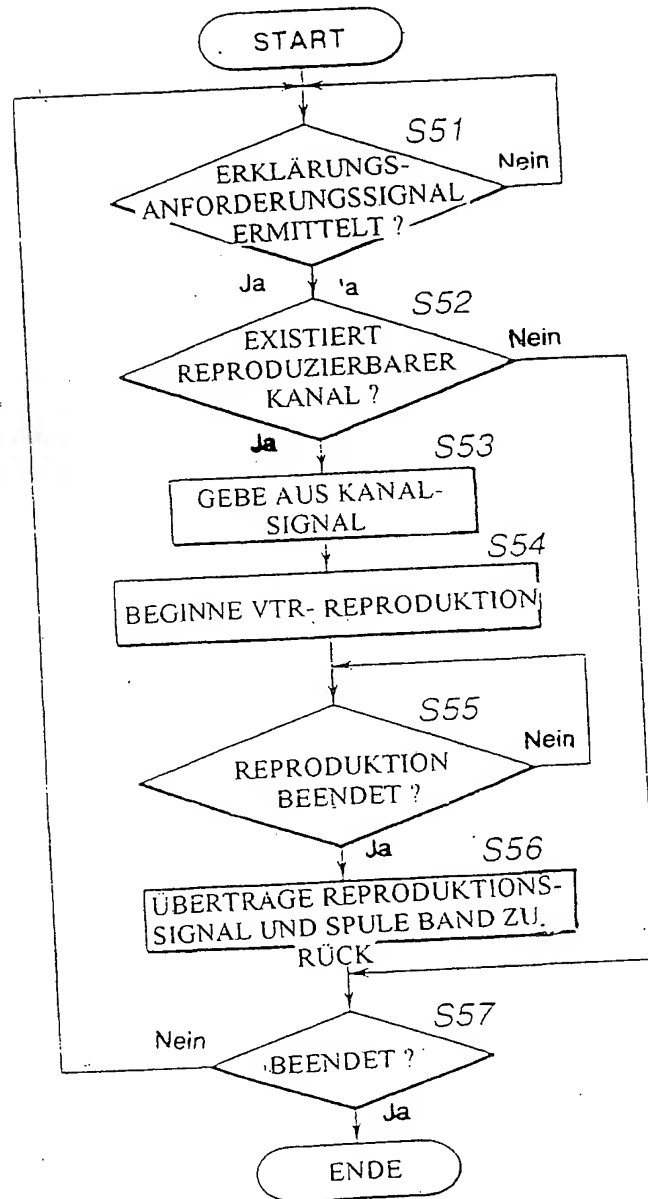 START
S51
ERKLÄRUNGS-
ANFORDERUNGSSIGNAL
ERMITTELT ?
Nein
Ja
'a
S52
EXISTIERT
REPRODUZIERBARER
KANAL ?
Nein
Ja
S53
GEBE AUS KANAL-
SIGNAL
S54
BEGINNE VTR- REPRODUKTION
S55
REPRODUKTION
BEENDET ?
Nein
Ja
S56
ÜBERTRAGE REPRODUKTIONS-
SIGNAL UND SPULE BAND ZU.
RÜCK
S57
Nein
BEENDET ?
Ja
ENDE